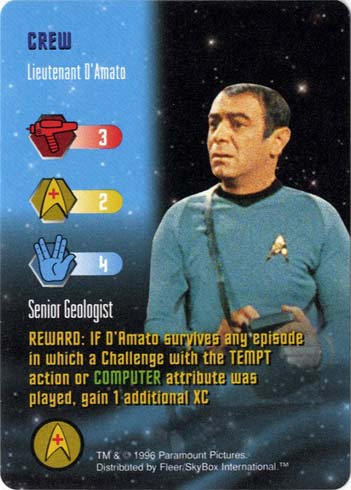 CREW
Lieutenant D'Amato
3
2
4
Senior Geologist
REWARD: IF D'Amato survives any episode
in which a Challenge with the TEMPT
action or COMPUTER attribute was
played, gain 1 additional XC
TM & © 1996 Paramount Pictures.
Distributed by Fleer/SkyBox International.™